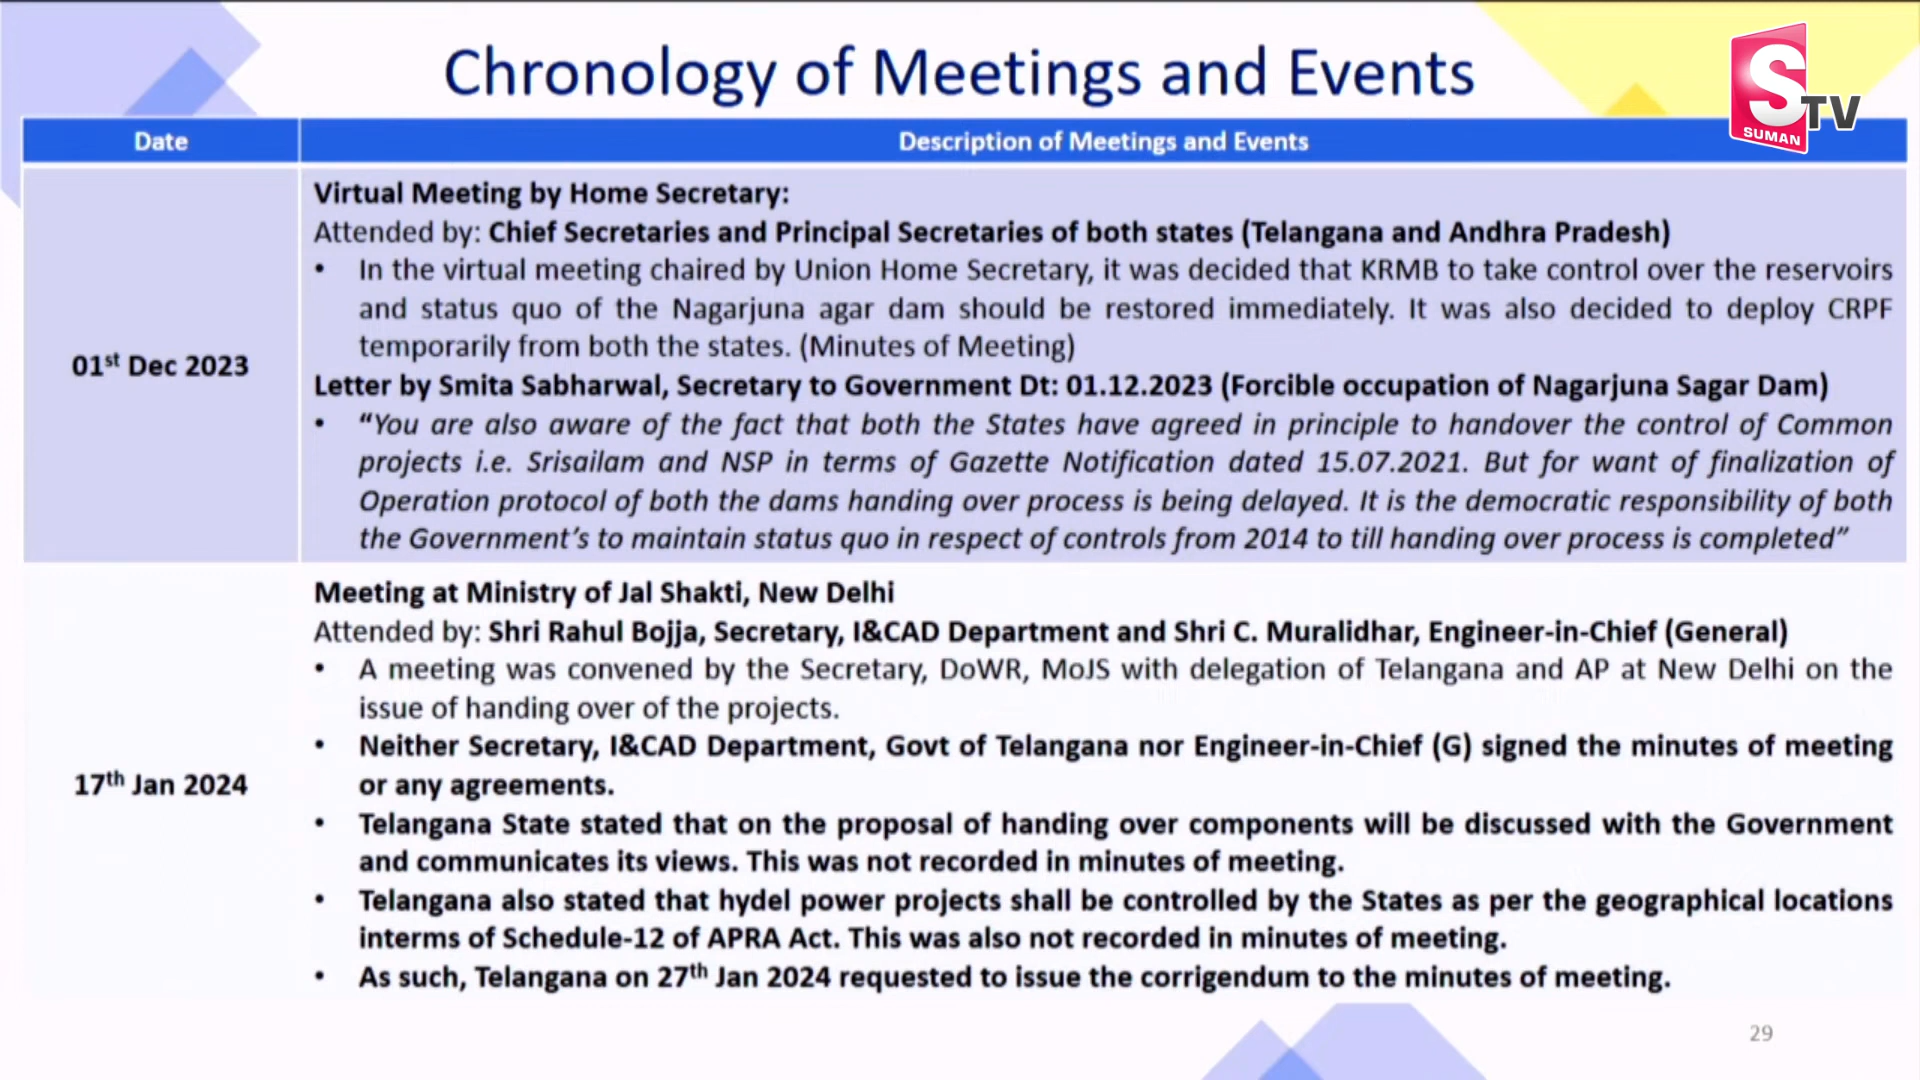 Chronology of Meetings and Events
S TV
SUMAN
Date
Description of Meetings and Events
01st Dec 2023
Virtual Meeting by Home Secretary:
Attended by: Chief Secretaries and Principal Secretaries of both states (Telangana and Andhra Pradesh)
• In the virtual meeting chaired by Union Home Secretary, it was decided that KRMB to take control over the reservoirs
and status quo of the Nagarjuna agar dam should be restored immediately. It was also decided to deploy CRPF
temporarily from both the states. (Minutes of Meeting)
Letter by Smita Sabharwal, Secretary to Government Dt: 01.12.2023 (Forcible occupation of Nagarjuna Sagar Dam)
• “You are also aware of the fact that both the States have agreed in principle to handover the control of Common
projects i.e. Srisailam and NSP in terms of Gazette Notification dated 15.07.2021. But for want of finalization of
Operation protocol of both the dams handing over process is being delayed. It is the democratic responsibility of both
the Government’s to maintain status quo in respect of controls from 2014 to till handing over process is completed”
17th Jan 2024
Meeting at Ministry of Jal Shakti, New Delhi
Attended by: Shri Rahul Bojja, Secretary, I&CAD Department and Shri C. Muralidhar, Engineer-in-Chief (General)
• A meeting was convened by the Secretary, DoWR, MoJS with delegation of Telangana and AP at New Delhi on the
issue of handing over of the projects.
• Neither Secretary, I&CAD Department, Govt of Telangana nor Engineer-in-Chief (G) signed the minutes of meeting
or any agreements.
• Telangana State stated that on the proposal of handing over components will be discussed with the Government
and communicates its views. This was not recorded in minutes of meeting.
• Telangana also stated that hydel power projects shall be controlled by the States as per the geographical locations
interms of Schedule-12 of APRA Act. This was also not recorded in minutes of meeting.
• As such, Telangana on 27th Jan 2024 requested to issue the corrigendum to the minutes of meeting.
29